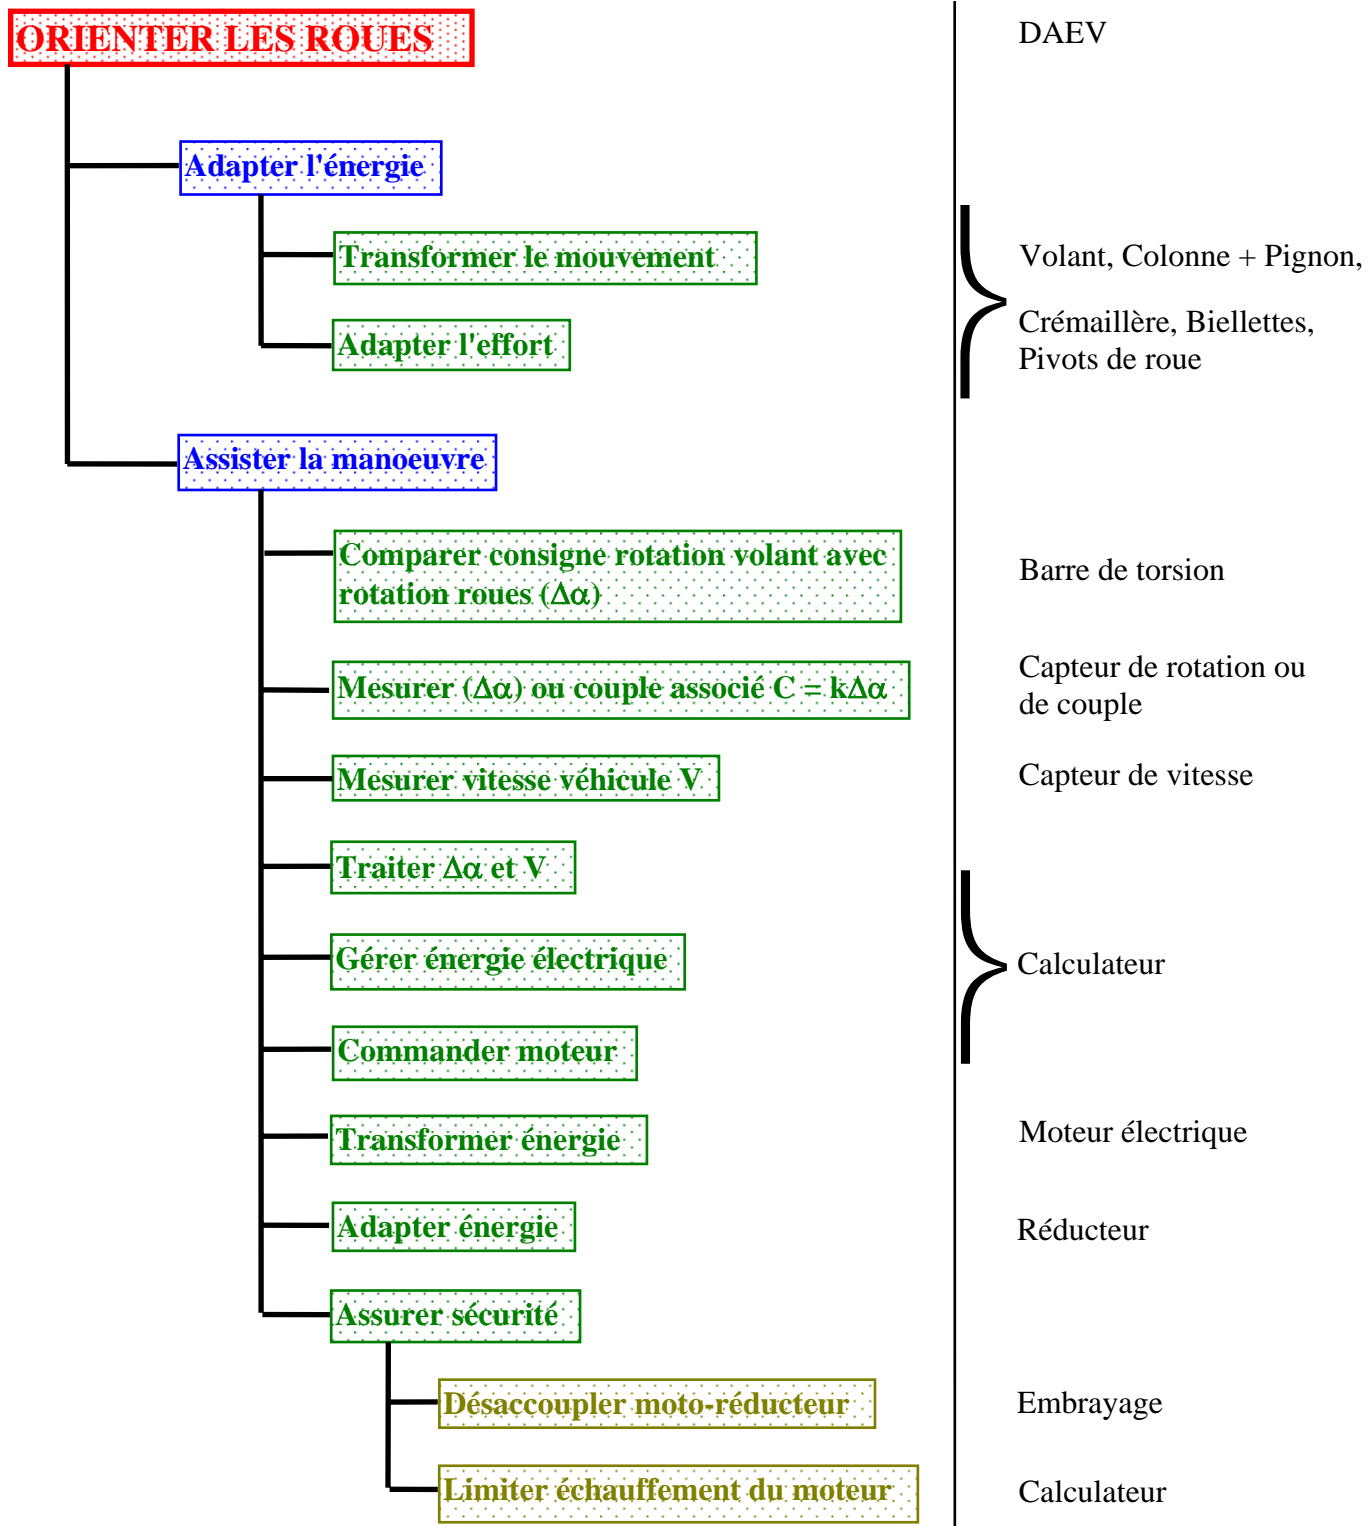 ORIENTER LES ROUES
DAEV
Adapter l'énergie
Transformer le mouvement
Volant, Colonne + Pignon,
Adapter l'effort
Crémaillère, Biellettes,
Pivots de roue
Assister la manoeuvre
Comparer consigne rotation volant avec
rotation roues (Δα)
Barre de torsion
Mesurer (Δα) ou couple associé C = kΔα
Capteur de rotation ou
de couple
Mesurer vitesse véhicule V
Capteur de vitesse
Traiter Δα et V
Gérer énergie électrique
Calculateur
Commander moteur
Transformer énergie
Moteur électrique
Adapter énergie
Réducteur
Assurer sécurité
Désaccoupler moto-réducteur
Embrayage
Limiter échauffement du moteur
Calculateur